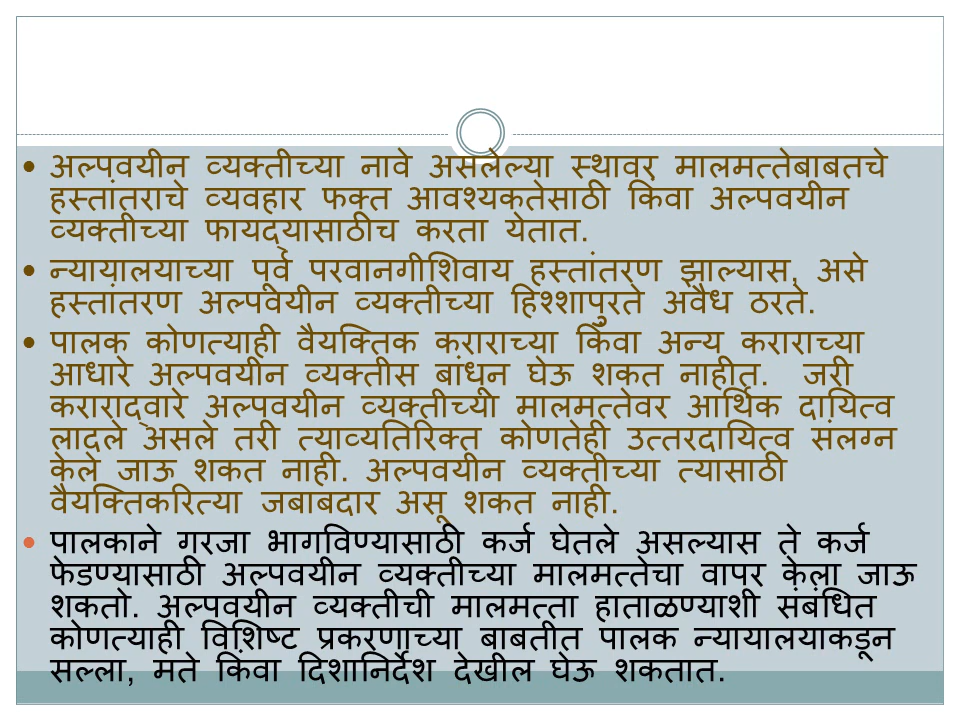 • अल्पवयीन व्यक्तीच्या नावे असलेल्या स्थावर मालमत्तेबाबतचे
हस्तांतराचे व्यवहार फक्त आवश्यकतेसाठी किंवा अल्पवयीन
व्यक्तीच्या फायद्यासाठीच करता येतात.
• न्यायालयाच्या पूर्व परवानगीशिवाय हस्तांतरण झाल्यास, असे
हस्तांतरण अल्पवयीन व्यक्तीच्या हिश्शापुरते अवैध ठरते.
• पालक कोणत्याही वैयक्तिक कराराच्या किंवा अन्य कराराच्या
आधारे अल्पवयीन व्यक्तीस बांधून घेऊ शकत नाहीत. जरी
कराराद्वारे अल्पवयीन व्यक्तीच्या मालमत्तेवर आर्थिक दायित्व
लादले असले तरी त्याव्यतिरिक्त कोणतेही उत्तरदायित्व संलग्न
केले जाऊ शकत नाही. अल्पवयीन व्यक्तीच्या त्यासाठी
वैयक्तिकरित्या जबाबदार असू शकत नाही.
• पालकाने गरजा भागविण्यासाठी कर्ज घेतले असल्यास ते कर्ज
फेडण्यासाठी अल्पवयीन व्यक्तीच्या मालमत्तेचा वापर केला जाऊ
शकतो. अल्पवयीन व्यक्तीची मालमत्ता हाताळण्याशी संबंधित
कोणत्याही विशिष्ट प्रकरणाच्या बाबतीत पालक न्यायालयाकडून
सल्ला, मते किंवा दिशानिर्देश देखील घेऊ शकतात.